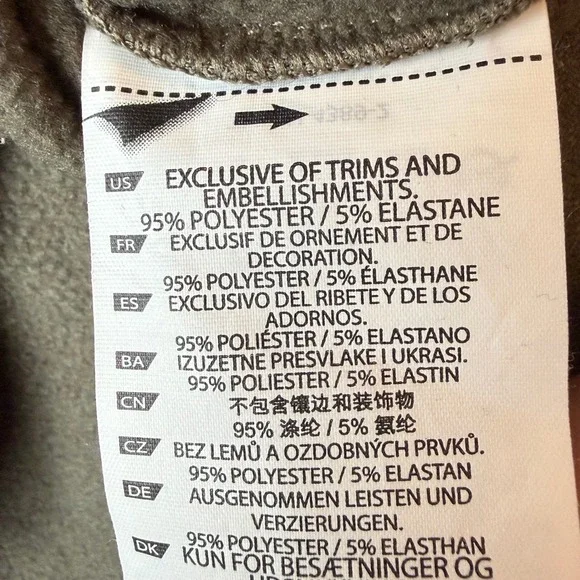 US EXCLUSIVE OF TRIMS AND
EMBELLISHMENTS.
95% POLYESTER / 5% ELASTANE
FR EXCLUSIF DE ORNEMENT ET DE
DECORATION.
95% POLYESTER / 5% ÉLASTHANE
ES EXCLUSIVO DEL RIBETE Y DE LOS
ADORNOS.
95% POLIÉSTER / 5% ELASTANO
BA IZUZETNE PRESVLAKE I UKRASI.
95% POLYESTER / 5% ELASTIN
CN 不包含镶边和装饰物
95% 涤纶 / 5% 氨纶
CZ BEZ LEMŮ A OZDOBNÝCH PRVKŮ.
95% POLYESTER / 5% ELASTAN
DE AUSGENOMMEN LEISTEN UND
VERZIERUNGEN.
95% POLYESTER / 5% ELASTHAN
DK KUN FOR BESÆTNINGER OG